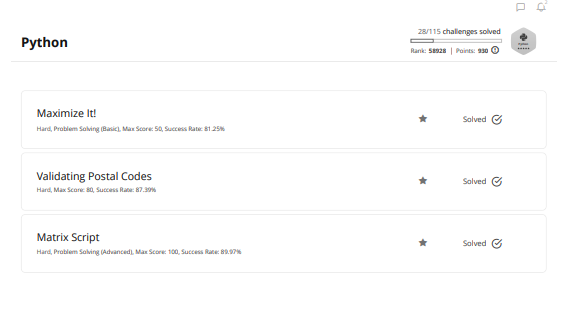 28/115 challenges solved
Python
Rank: 58928 | Points: 930
Python
Maximize It!
Hard, Problem Solving (Basic), Max Score: 50, Success Rate: 81.25%
Solved
Validating Postal Codes
Hard, Max Score: 80, Success Rate: 87.39%
Solved
Matrix Script
Hard, Problem Solving (Advanced), Max Score: 100, Success Rate: 89.97%
Solved